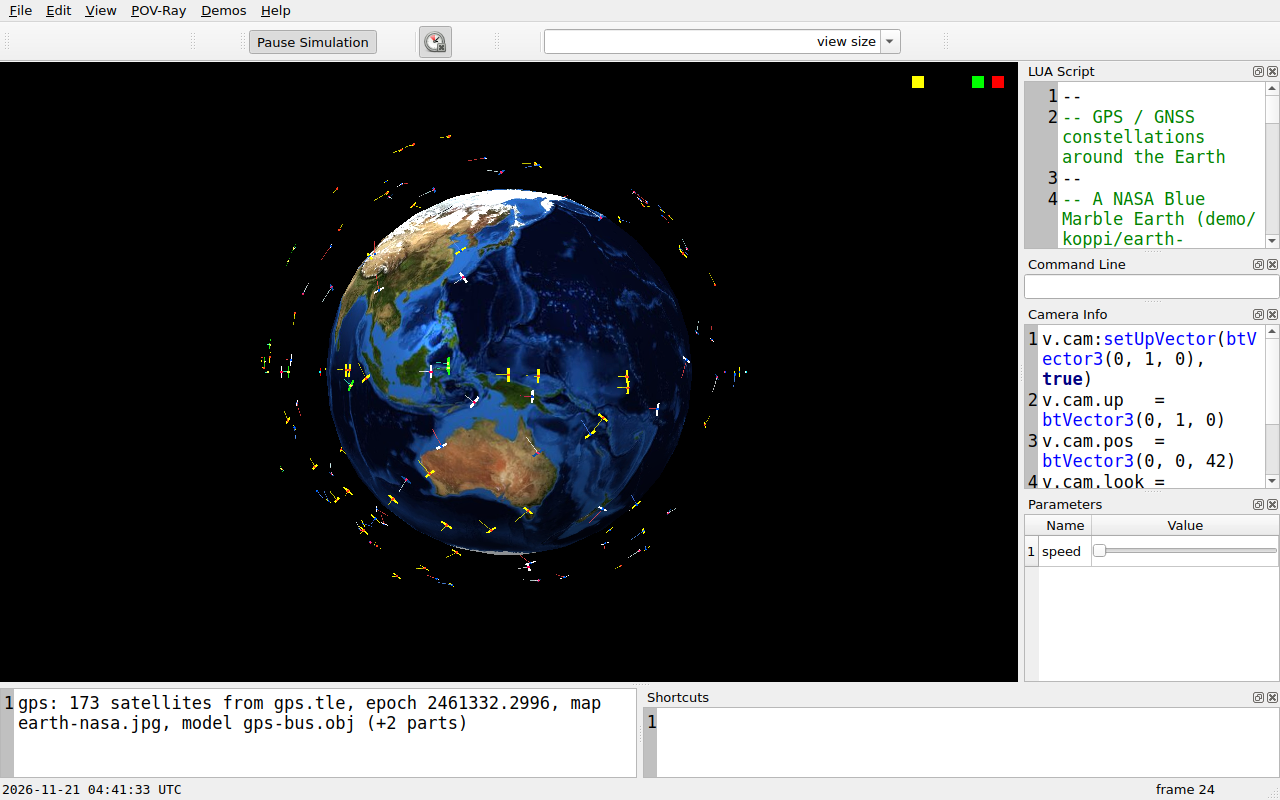 File Edit View POV-Ray Demos Help
Pause Simulation
view size
LUA Script
1 --
2 -- GPS / GNSS
constellations
around the Earth
3 --
4 -- A NASA Blue
Marble Earth (demo/
koppi/earth-
Command Line
Camera Info
1 v.cam:setUpVector(btV
ector3(0, 1, 0),
true)
2 v.cam.up =
btVector3(0, 1, 0)
3 v.cam.pos =
btVector3(0, 0, 42)
4 v.cam.look =
Parameters
Name Value
1 speed
1 gps: 173 satellites from gps.tle, epoch 2461332.2996, map
earth-nasa.jpg, model gps-bus.obj (+2 parts)
Shortcuts
1
2026-11-21 04:41:33 UTC
frame 24